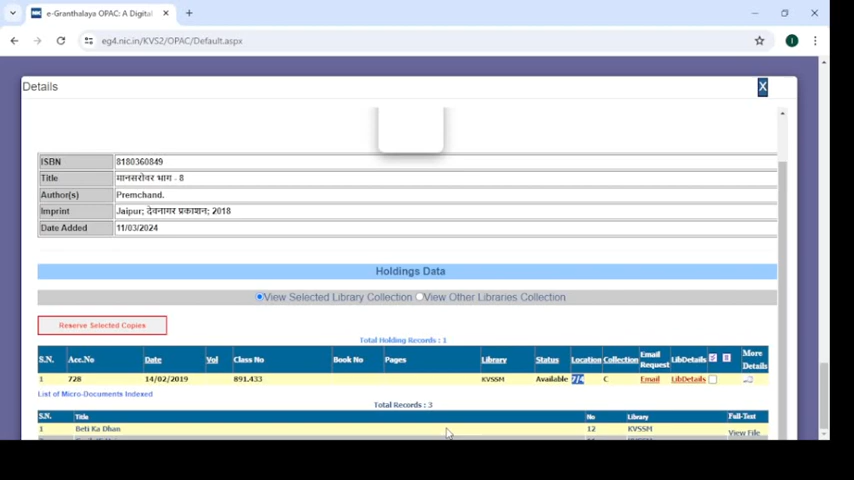 e-Granthalaya OPAC: A Digital
eg4.nic.in/KVS2/OPAC/Default.aspx
Details
X
ISBN 8180360849
Title मानसरोवर भाग - 8
Author(s) Premchand.
Imprint Jaipur; देवनागर प्रकाशन; 2018
Date Added 11/03/2024
Holdings Data
View Selected Library Collection View Other Libraries Collection
Reserve Selected Copies
Total Holding Records : 1
S.N. Acc.No Date Vol Class No Book No Pages Library Status Location Collection Email Request LibDetails More Details
1 728 14/02/2019 891.433 KVSSM Available 7/4 C Email LibDetails
List of Micro-Documents Indexed
Total Records : 3
S.N. Title No Library Full-Text
1 Beti Ka Dhan 12 KVSSM View File